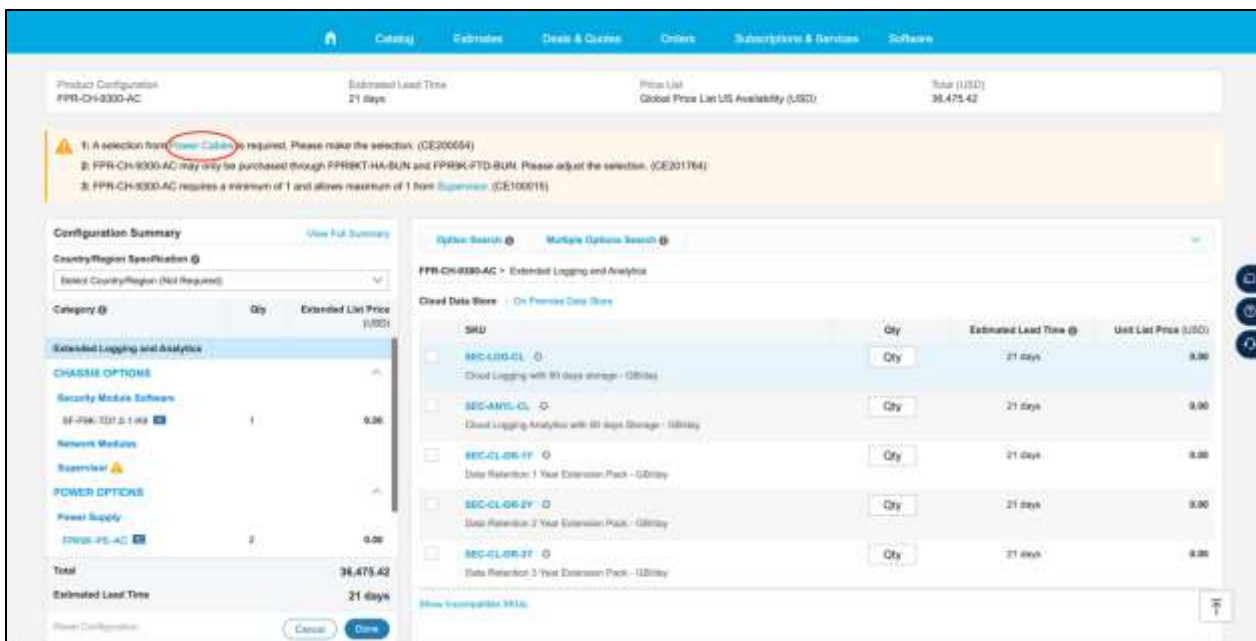 Catalog Estimates Deals & Quotes Orders Subscriptions & Services Software
Product Configuration Estimated Lead Time Price List Total (USD)
FPR-CH-9300-AC 21 days Global Price List US Availability (USD) 36,475.42
1: A selection from Power Cables is required. Please make the selection. (CE200054)
2: FPR-CH-9300-AC may only be purchased through FPR9KT-HA-BUN and FPR9K-FTD-BUN. Please adjust the selection. (CE201764)
3: FPR-CH-9300-AC requires a minimum of 1 and allows maximum of 1 from Supervisor. (CE100015)
Configuration Summary View Full Summary
Country/Region Specification
Select Country/Region (Not Required)
Category Qty Extended List Price
(USD)
Extended Logging and Analytics
CHASSIS OPTIONS
Security Module Software
1 0.00
Network Modules
Supervisor
POWER OPTIONS
Power Supply
FPR9K-PS-AC 2 0.00
Total 36,475.42
Estimated Lead Time 21 days
Cancel Done
Option Search Multiple Options Search
FPR-CH-9300-AC > Extended Logging and Analytics
Cloud Data Store On Premise Data Store
SKU Qty Estimated Lead Time Unit List Price (USD)
SEC-LOG-CL Qty 21 days 0.00
Cloud Logging with 90 days storage - GB/day
SEC-ANYL-CL Qty 21 days 0.00
Cloud Logging Analytics with 90 days Storage - GB/day
SEC-CL-DR-1Y Qty 21 days 0.00
Data Retention 1 Year Extension Pack - GB/day
SEC-CL-DR-2Y Qty 21 days 0.00
Data Retention 2 Year Extension Pack - GB/day
SEC-CL-DR-3Y Qty 21 days 0.00
Data Retention 3 Year Extension Pack - GB/day
Show Incompatible SKUs